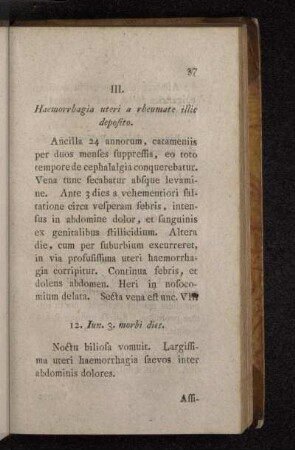 87
III.
Haemorrhagia uteri a rheumate illic
deposito.
Ancilla 24 annorum, catameniis
per duos menses suppressis, eo toto
tempore de cephalalgia conquerebatur.
Vena tunc secabatur absque levami-
ne. Ante 3 dies a vehementiori sal-
tatione circa vesperam febris, inten-
sus in abdomine dolor, et sanguinis
ex genitalibus stillicidium. Altera
die, cum per suburbium excurreret,
in via profusissima uteri haemorrha-
gia corripitur. Continua febris, et
dolens abdomen. Heri in nosoco-
mium delata. Secta vena est unc. VIII
12. Iun. 3. morbi dies.
Noctu biliosa vomuit. Largissi-
ma uteri haemorrhagia saevos inter
abdominis dolores.
Assi-